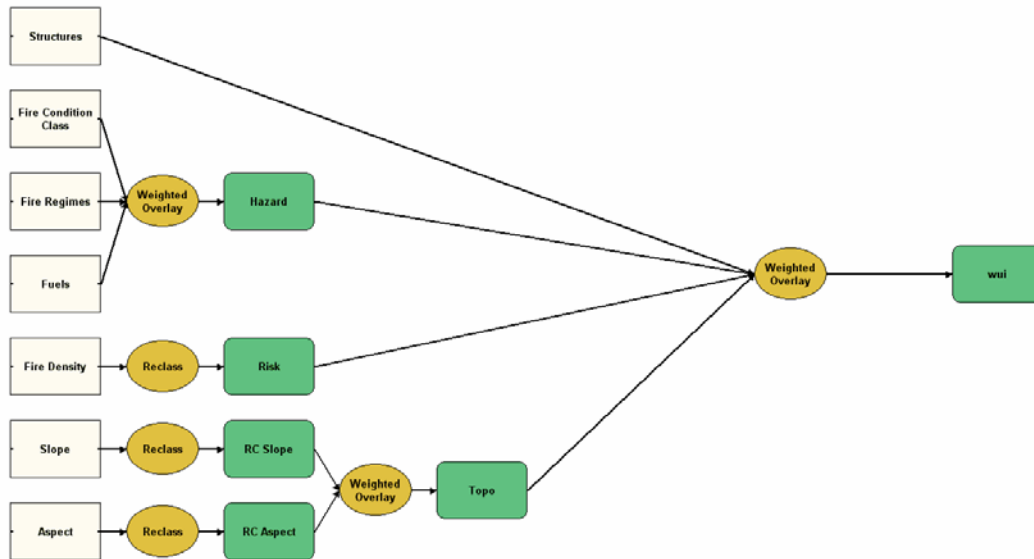 Structures
Fire Condition
Class
Fire Regimes
Weighted
Overlay
Hazard
Fuels
Weighted
Overlay
wui
Fire Density
Reclass
Risk
Slope
Reclass
RC Slope
Weighted
Overlay
Topo
Aspect
Reclass
RC Aspect